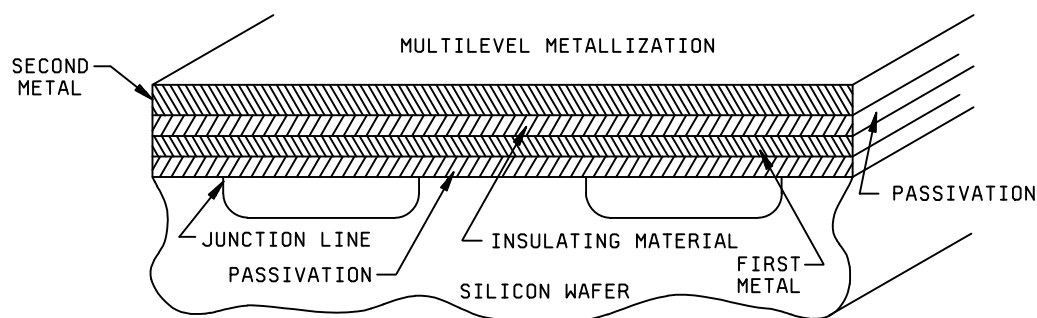 MULTILEVEL METALLIZATION
SECOND
METAL
PASSIVATION
JUNCTION LINE
INSULATING MATERIAL
PASSIVATION
FIRST
METAL
SILICON WAFER